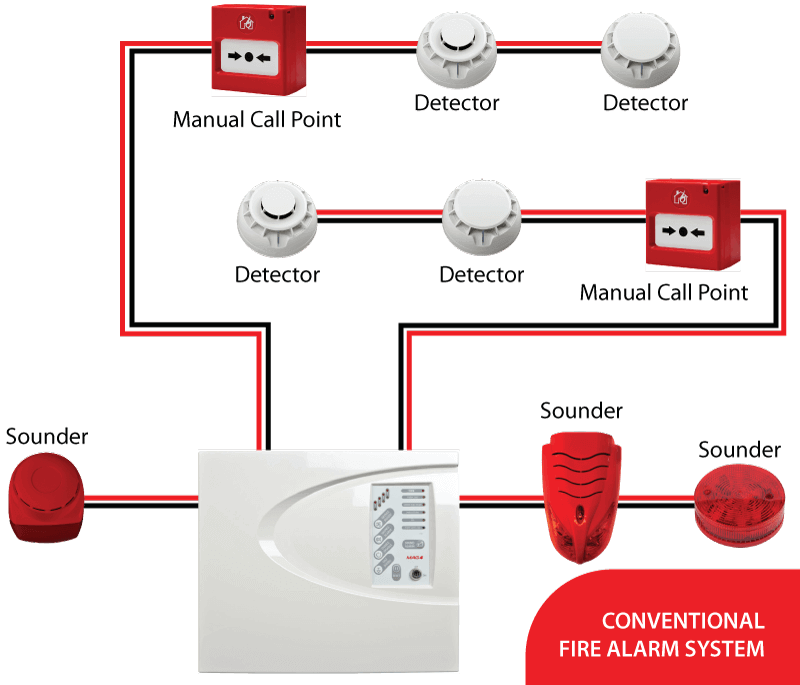 Detector
Detector
Manual Call Point
Detector
Detector
Manual Call Point
Sounder
Sounder
Sounder
CONVENTIONAL
FIRE ALARM SYSTEM